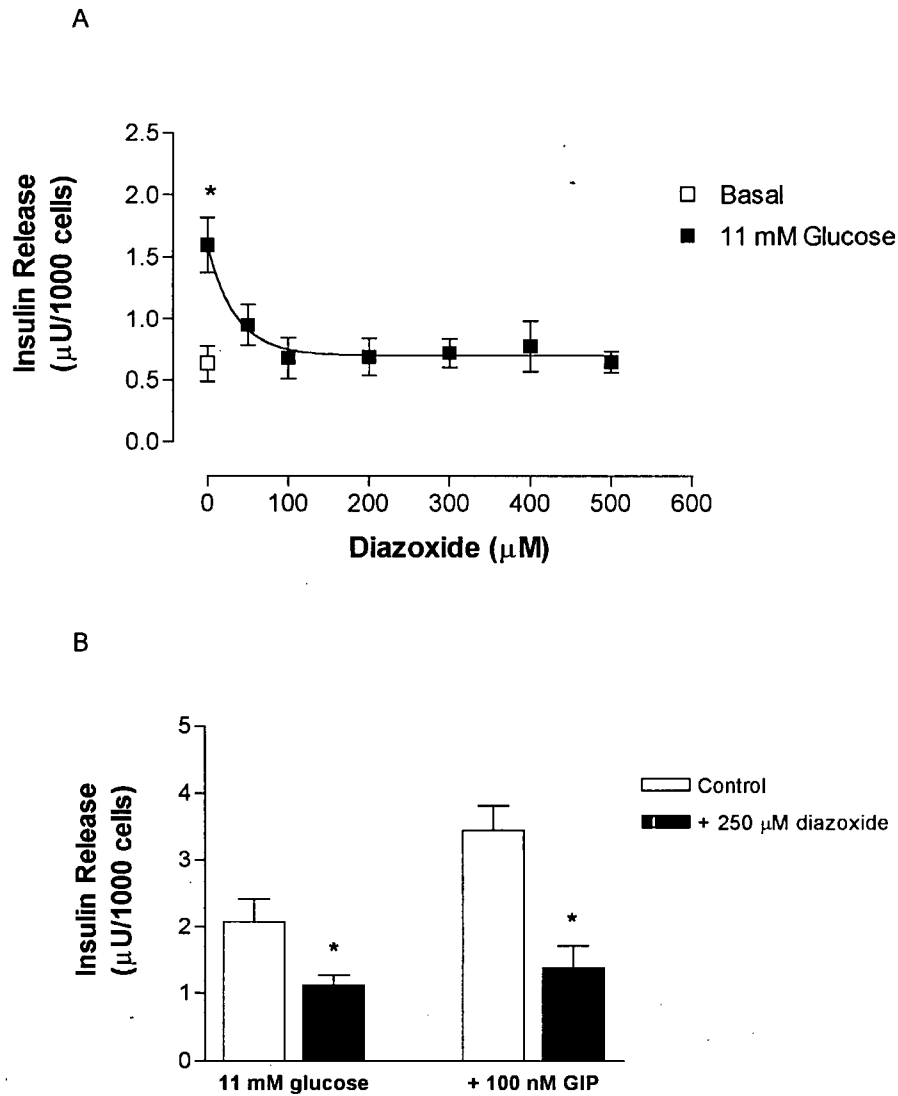 A
Insulin Release
(μU/1000 cells)
2.5
2.0
1.5
1.0
0.5
0.0
*
Basal
11 mM Glucose
0 100 200 300 400 500 600
Diazoxide (μM)
B
Insulin Release
(μU/1000 cells)
5
4
3
2
1
0
*
*
Control
+ 250 μM diazoxide
11 mM glucose + 100 nM GIP